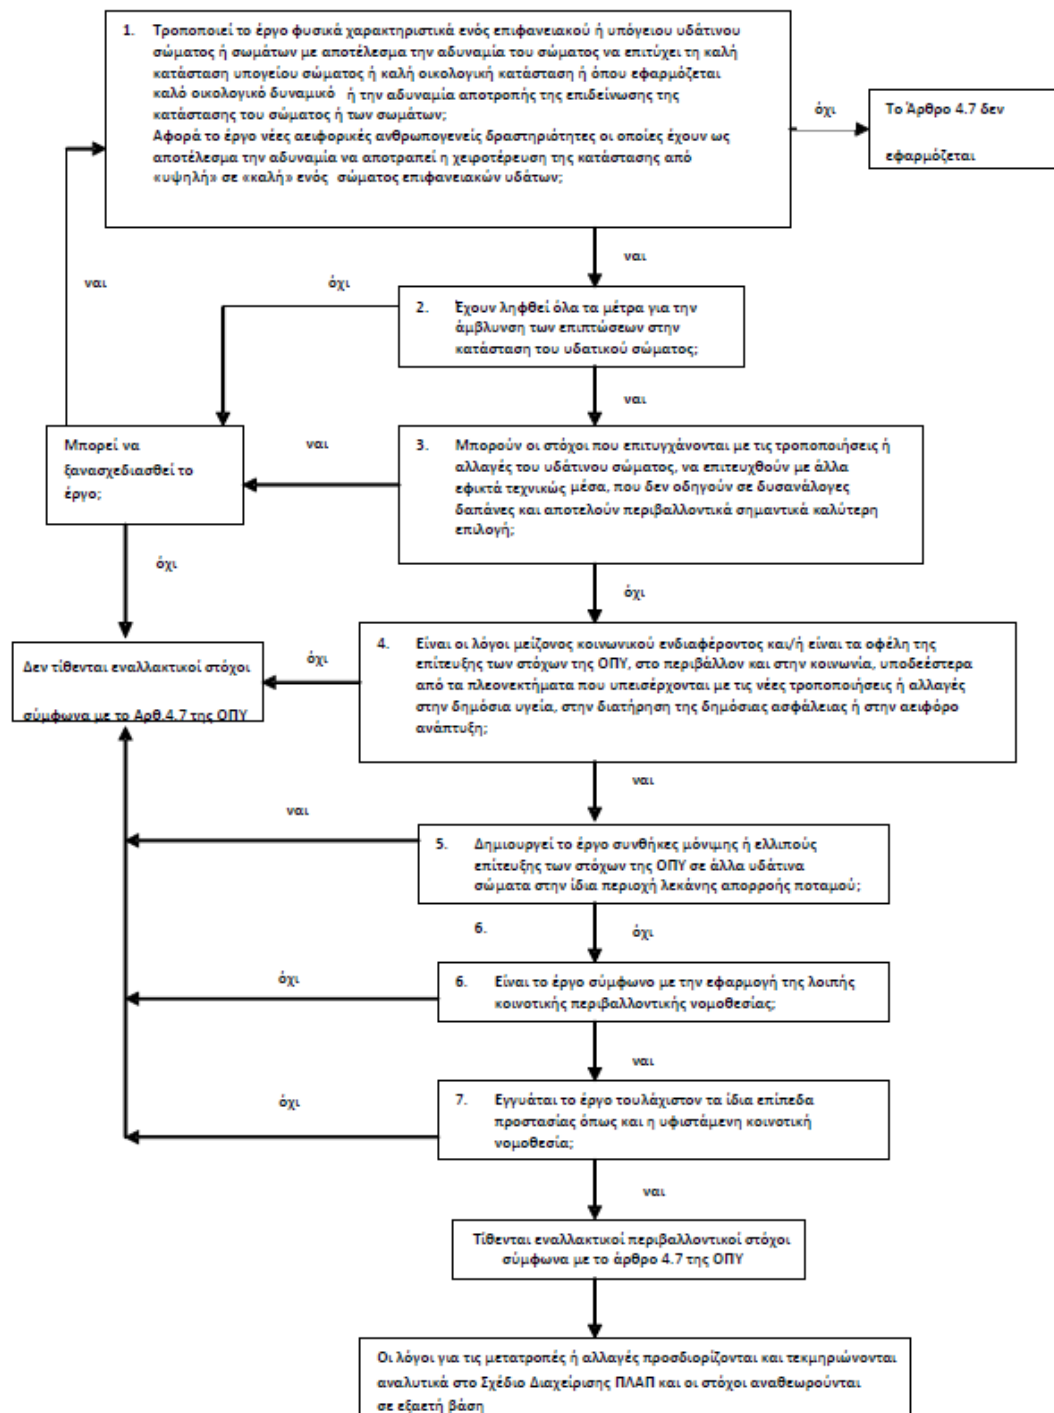 1. Τροποποιεί το έργο φυσικά χαρακτηριστικά ενός επιφανειακού ή υπόγειου υδάτινου
σώματος ή σωμάτων με αποτέλεσμα την αδυναμία του σώματος να επιτύχει τη καλή
κατάσταση υπογείου σώματος ή καλή οικολογική κατάσταση ή όπου εφαρμόζεται
καλό οικολογικό δυναμικό ή την αδυναμία αποτροπής της επιδείνωσης της
κατάστασης του σώματος ή των σωμάτων;
Αφορά το έργο νέες αειφορικές ανθρωπογενείς δραστηριότητες οι οποίες έχουν ως
αποτέλεσμα την αδυναμία να αποτραπεί η χειροτέρευση της κατάστασης από
«υψηλή» σε «καλή» ενός σώματος επιφανειακών υδάτων;
όχι
Το Άρθρο 4.7 δεν
εφαρμόζεται
ναι
ναι
όχι
2. Έχουν ληφθεί όλα τα μέτρα για την
άμβλυνση των επιπτώσεων στην
κατάσταση του υδατικού σώματος;
ναι
Μπορεί να
ξανασχεδιασθεί το
έργο;
ναι
3. Μπορούν οι στόχοι που επιτυγχάνονται με τις τροποποιήσεις ή
αλλαγές του υδάτινου σώματος, να επιτευχθούν με άλλα
εφικτά τεχνικώς μέσα, που δεν οδηγούν σε δυσανάλογες
δαπάνες και αποτελούν περιβαλλοντικά σημαντικά καλύτερη
επιλογή;
όχι
όχι
Δεν τίθενται εναλλακτικοί στόχοι
σύμφωνα με το Αρθ.4.7 της ΟΠΥ
όχι
4. Είναι οι λόγοι μείζονος κοινωνικού ενδιαφέροντος και/ή είναι τα οφέλη της
επίτευξης των στόχων της ΟΠΥ, στο περιβάλλον και στην κοινωνία, υποδεέστερα
από τα πλεονεκτήματα που υπεισέρχονται με τις νέες τροποποιήσεις ή αλλαγές
στην δημόσια υγεία, στην διατήρηση της δημόσιας ασφάλειας ή στην αειφόρο
ανάπτυξη;
ναι
ναι
5. Δημιουργεί το έργο συνθήκες μόνιμης ή ελλιπούς
επίτευξης των στόχων της ΟΠΥ σε άλλα υδάτινα
σώματα στην ίδια περιοχή λεκάνης απορροής ποταμού;
6.
όχι
όχι
6. Είναι το έργο σύμφωνο με την εφαρμογή της λοιπής
κοινοτικής περιβαλλοντικής νομοθεσίας;
ναι
όχι
7. Εγγυάται το έργο τουλάχιστον τα ίδια επίπεδα
προστασίας όπως και η υφιστάμενη κοινοτική
νομοθεσία;
ναι
Τίθενται εναλλακτικοί περιβαλλοντικοί στόχοι
σύμφωνα με το άρθρο 4.7 της ΟΠΥ
Οι λόγοι για τις μετατροπές ή αλλαγές προσδιορίζονται και τεκμηριώνονται
αναλυτικά στο Σχέδιο Διαχείρισης ΠΛΑΠ και οι στόχοι αναθεωρούνται
σε εξαετή βάση